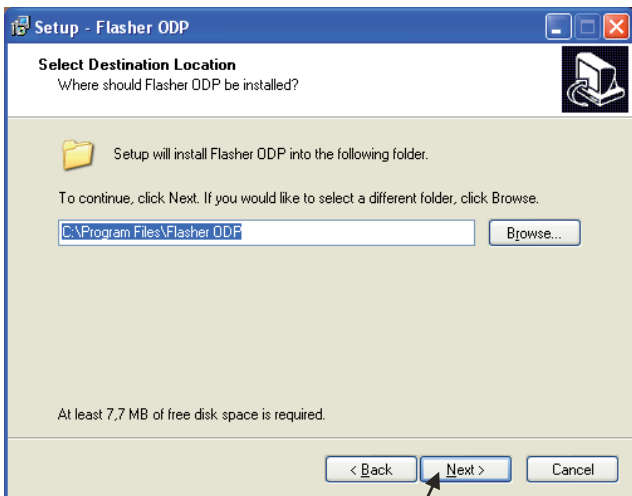 Setup - Flasher ODP
Select Destination Location
Where should Flasher ODP be installed?
Setup will install Flasher ODP into the following folder.
To continue, click Next. If you would like to select a different folder, click Browse.
C:\Program Files\Flasher ODP
Browse...
At least 7,7 MB of free disk space is required.
< Back
Next >
Cancel